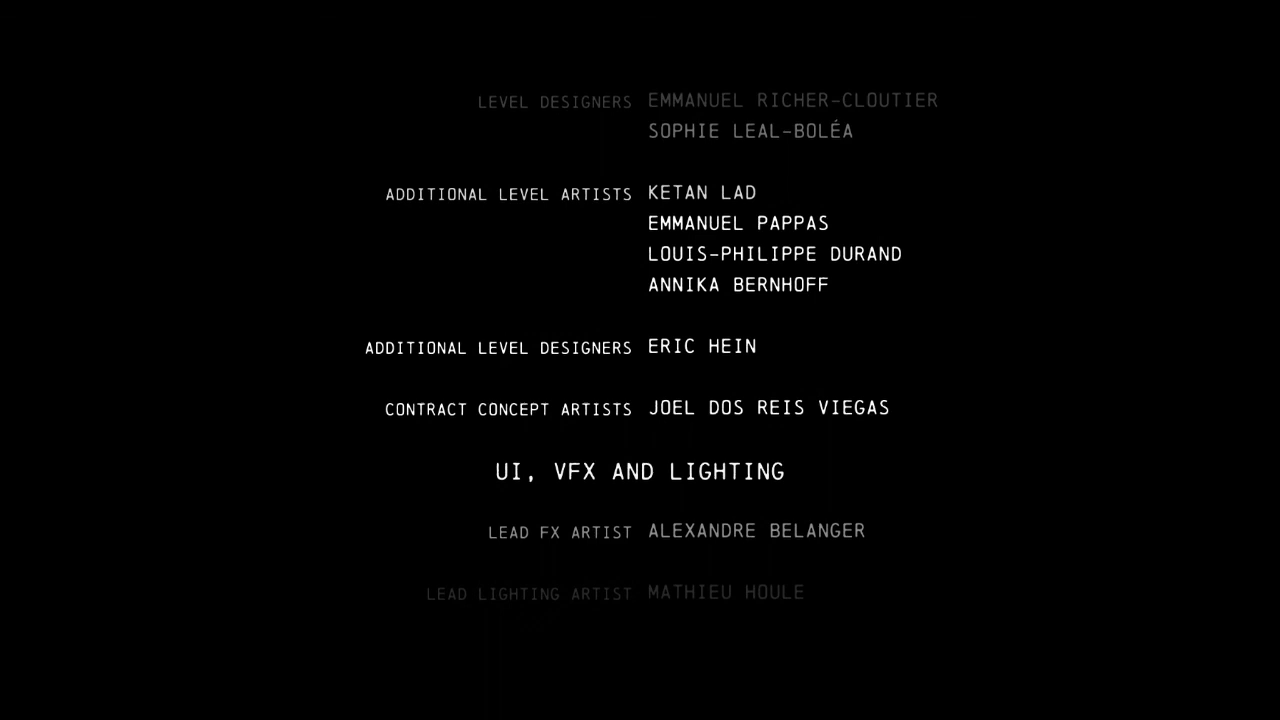 LEVEL DESIGNERS EMMANUEL RICHER-CLOUTIER
SOPHIE LEAL-BOLÉA
ADDITIONAL LEVEL ARTISTS KETAN LAD
EMMANUEL PAPPAS
LOUIS-PHILIPPE DURAND
ANNIKA BERNHOFF
ADDITIONAL LEVEL DESIGNERS ERIC HEIN
CONTRACT CONCEPT ARTISTS JOEL DOS REIS VIEGAS
UI, VFX AND LIGHTING
LEAD FX ARTIST ALEXANDRE BELANGER
LEAD LIGHTING ARTIST MATHIEU HOULE